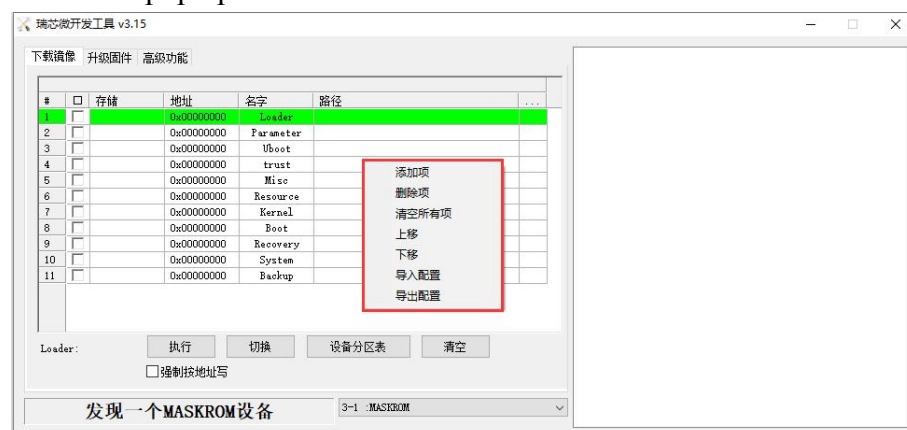 瑞芯微开发工具 v3.15
下载镜像 升级固件 高级功能
# 存储 地址 名字 路径 ...
1 0x00000000 Loader
2 0x00000000 Parameter
3 0x00000000 Uboot
4 0x00000000 trust
5 0x00000000 Misc
6 0x00000000 Resource
7 0x00000000 Kernel
8 0x00000000 Boot
9 0x00000000 Recovery
10 0x00000000 System
11 0x00000000 Backup
添加项
删除项
清空所有项
上移
下移
导入配置
导出配置
Loader: 执行 切换 设备分区表 清空
强制按地址写
发现一个MASKROM设备 3-1 :MASKROM